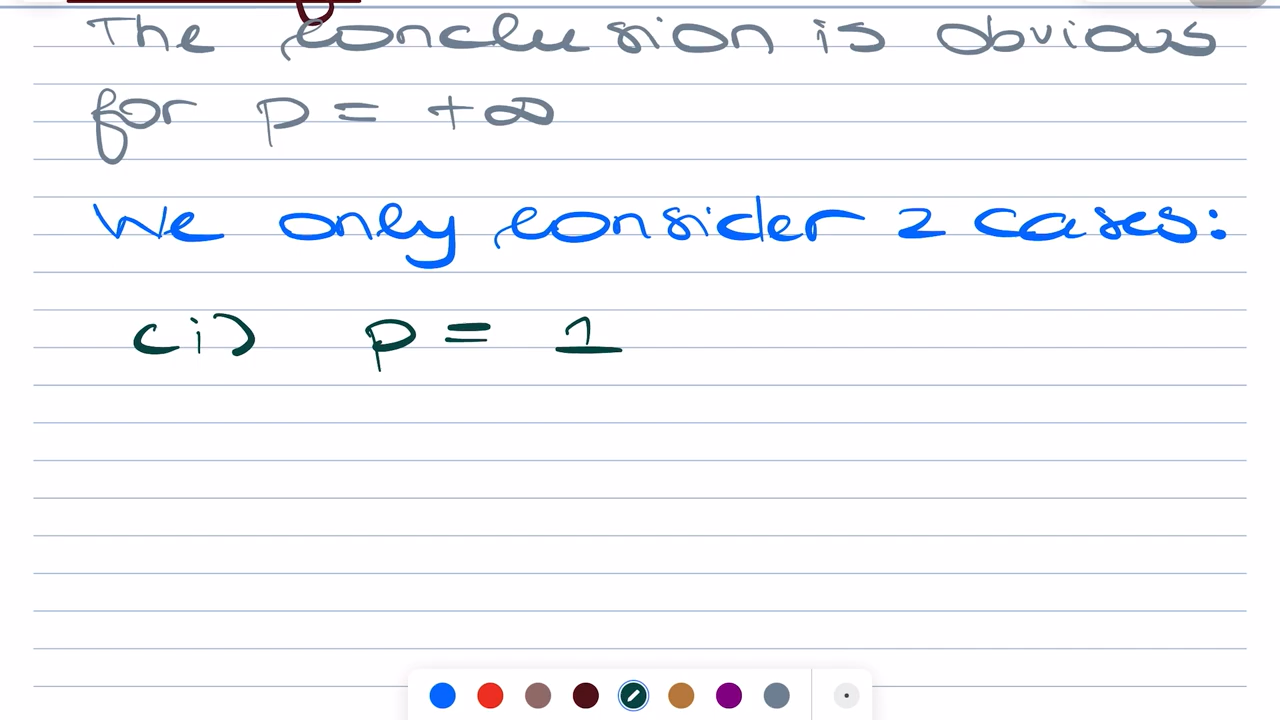 The conclusion is obvious
for p = +∞
We only consider 2 cases:
(i) p = 1